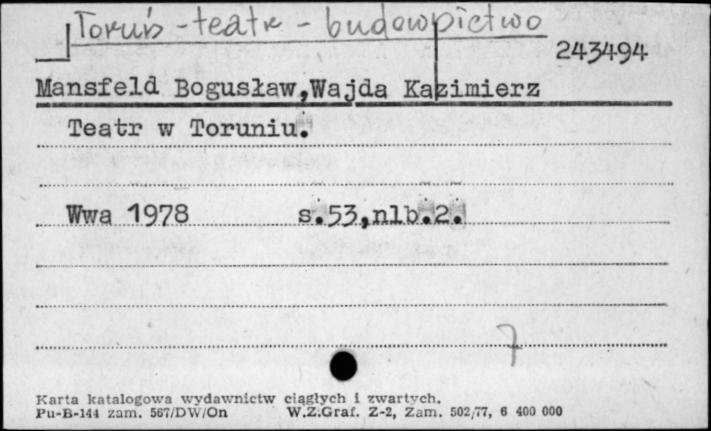 Toruń - teatr - budownictwo
243494
Mansfeld Bogusław,Wajda Kazimierz
Teatr w Toruniu.
Wwa 1978 s.53,nlb.2.
7
Karta katalogowa wydawnictw ciągłych i zwartych.
Pu-B-144 zam. 567/DW/On W.Z.Graf. Z-2, Zam. 502/77, 6 400 000